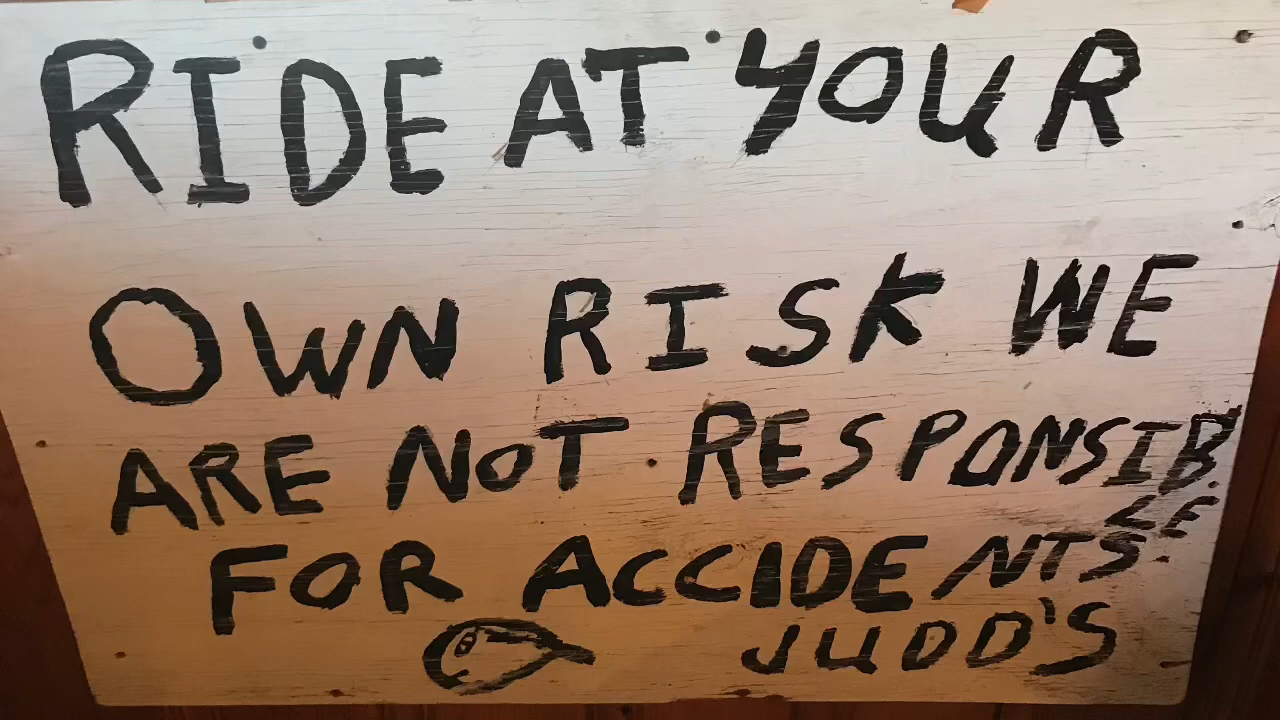 RIDE AT YOUR
OWN RISK WE
ARE NOT RESPONSIB
LE
FOR ACCIDENTS.
JUDD'S